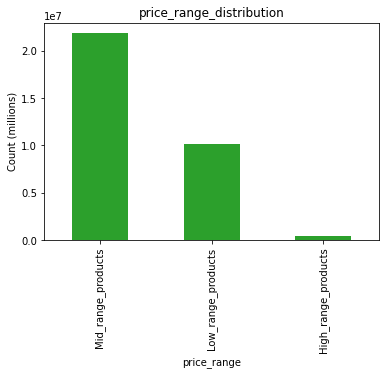 price_range_distribution
1e7
2.0
1.5
1.0
0.5
0.0
Count (millions)
Mid_range_products
Low_range_products
High_range_products
price_range